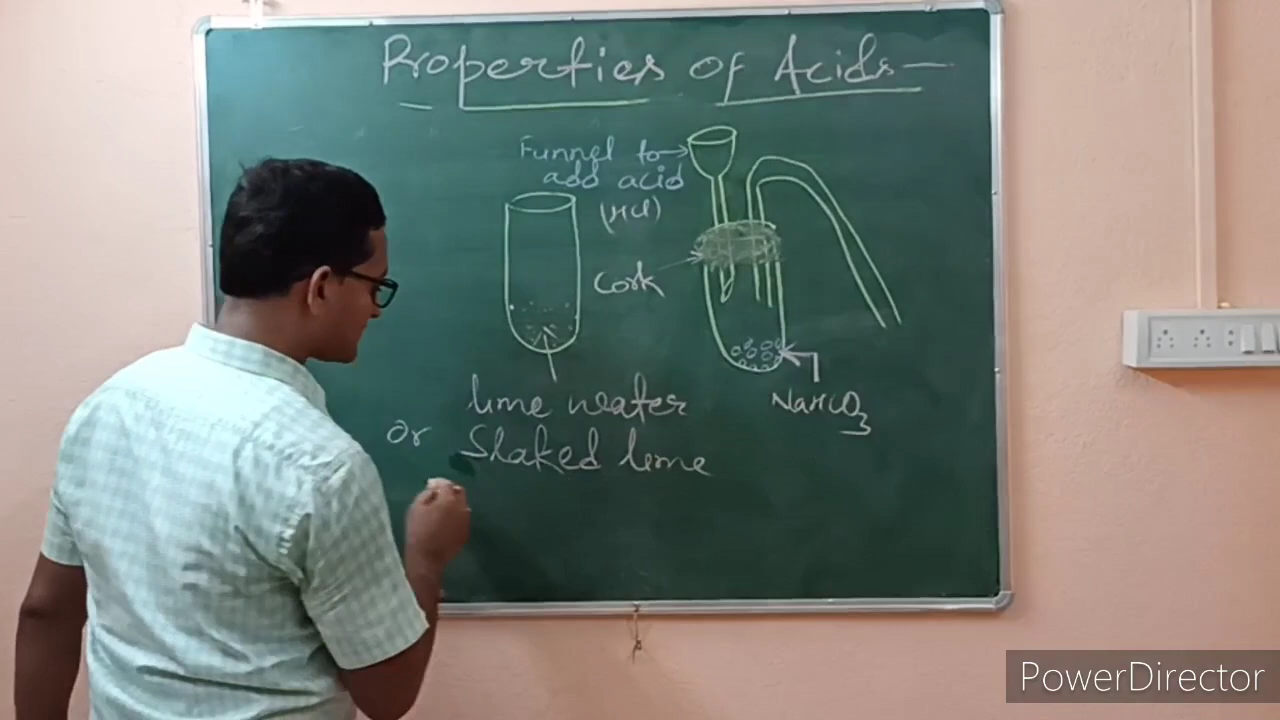 Properties of Acids —
Funnel to
add acid
(HCl)
Cork
lime water
or Slaked lime
NaHCO3
PowerDirector